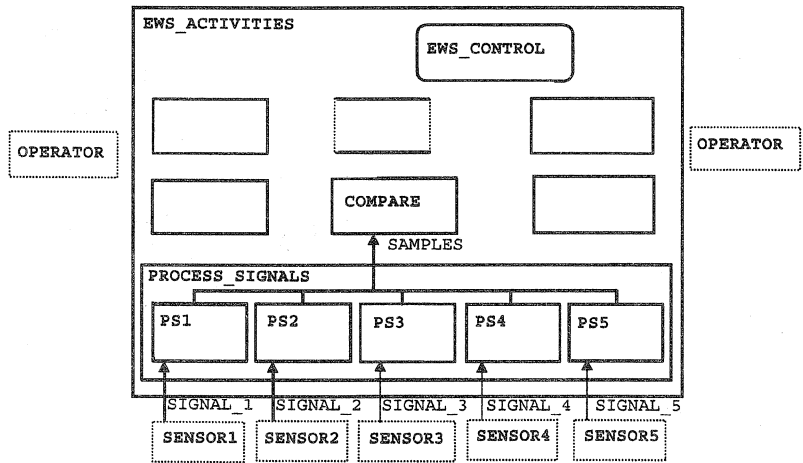 EWS_ACTIVITIES
EWS_CONTROL
OPERATOR
OPERATOR
COMPARE
SAMPLES
PROCESS_SIGNALS
PS1
PS2
PS3
PS4
PS5
SIGNAL_1
SIGNAL_2
SIGNAL_3
SIGNAL_4
SIGNAL_5
SENSOR1
SENSOR2
SENSOR3
SENSOR4
SENSOR5